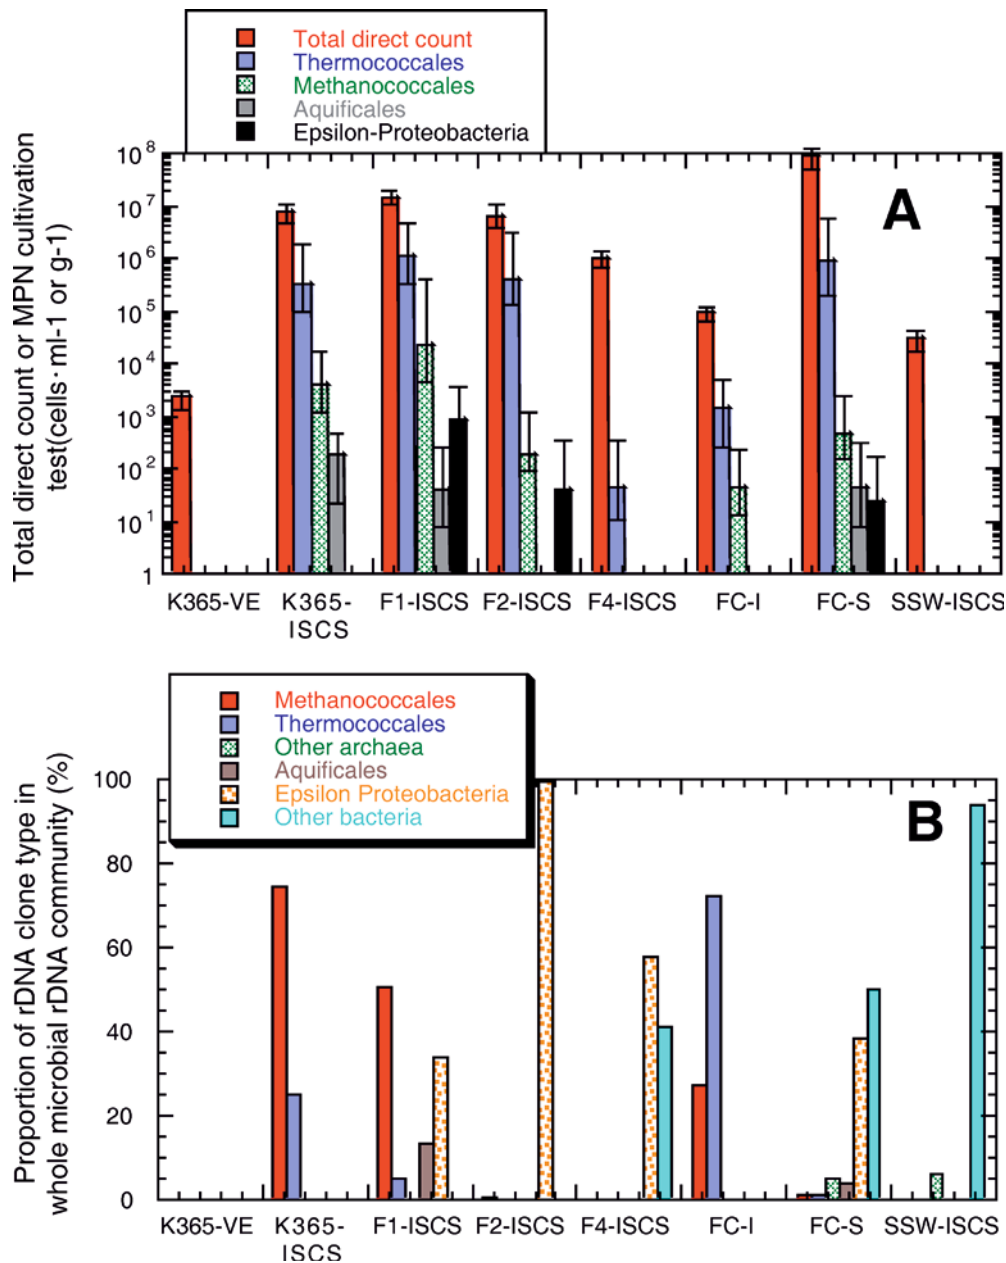 Total direct count
Thermococcales
Methanococcales
Aquificales
Epsilon-Proteobacteria
Total direct count or MPN cultivation
test(cells· ml-1 or g-1)
10^8
10^7
10^6
10^5
10^4
10^3
10^2
10^1
1
A
K365-VE K365-ISCS F1-ISCS F2-ISCS F4-ISCS FC-I FC-S SSW-ISCS
Methanococcales
Thermococcales
Other archaea
Aquificales
Epsilon Proteobacteria
Other bacteria
Proportion of rDNA clone type in
whole microbial rDNA community (%)
100
80
60
40
20
0
B
K365-VE K365-ISCS F1-ISCS F2-ISCS F4-ISCS FC-I FC-S SSW-ISCS